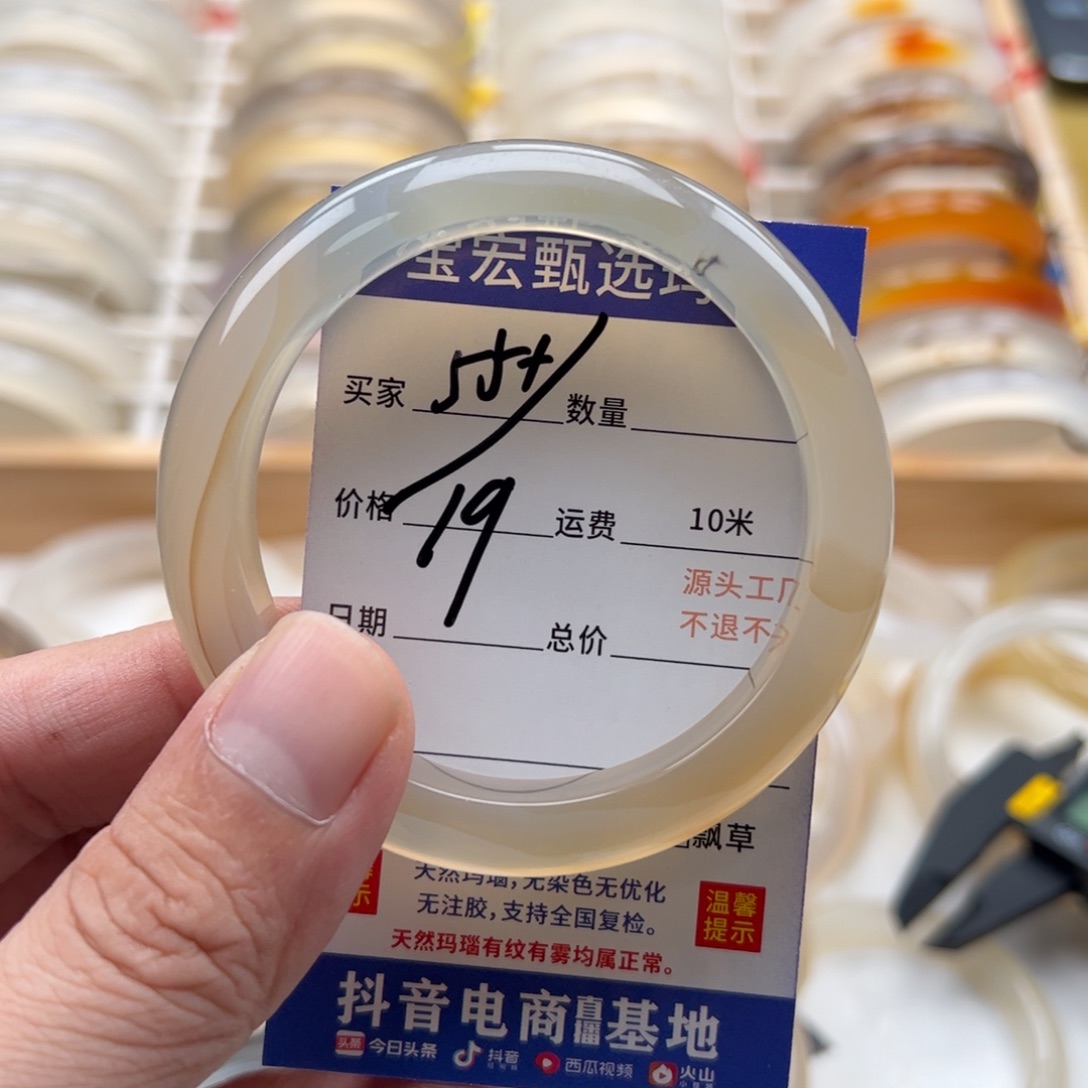 宝宏甄选玛
买家 数量
价格 19 运费 10米
源头工厂
不退不
日期 总价
飘草
示
天然玛瑙,无染色无优化
无注胶,支持全国复检。
温馨
提示
天然玛瑙有纹有雾均属正常。
抖音电商直播基地
头条 今日头条 抖音 西瓜视频 火山